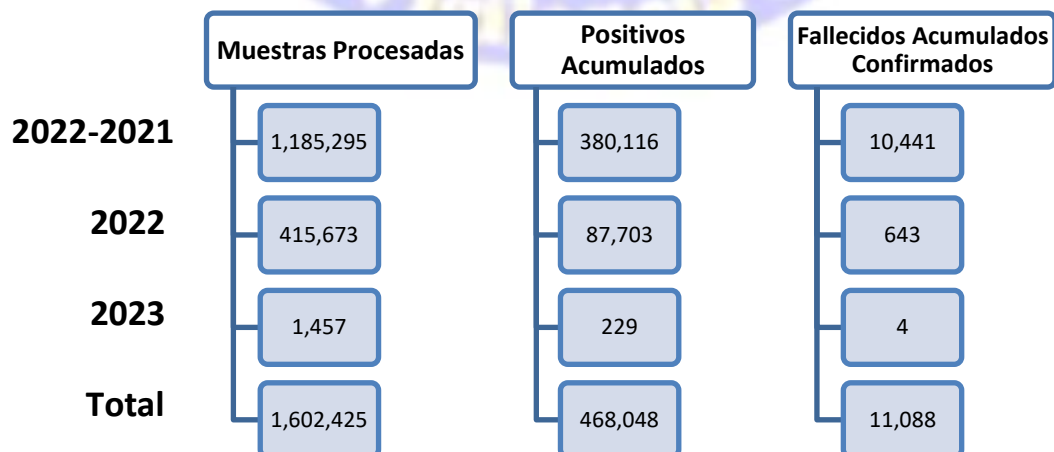 Muestras Procesadas
Positivos
Acumulados
Fallecidos Acumulados
Confirmados
2022-2021
1,185,295
380,116
10,441
2022
415,673
87,703
643
2023
1,457
229
4
Total
1,602,425
468,048
11,088